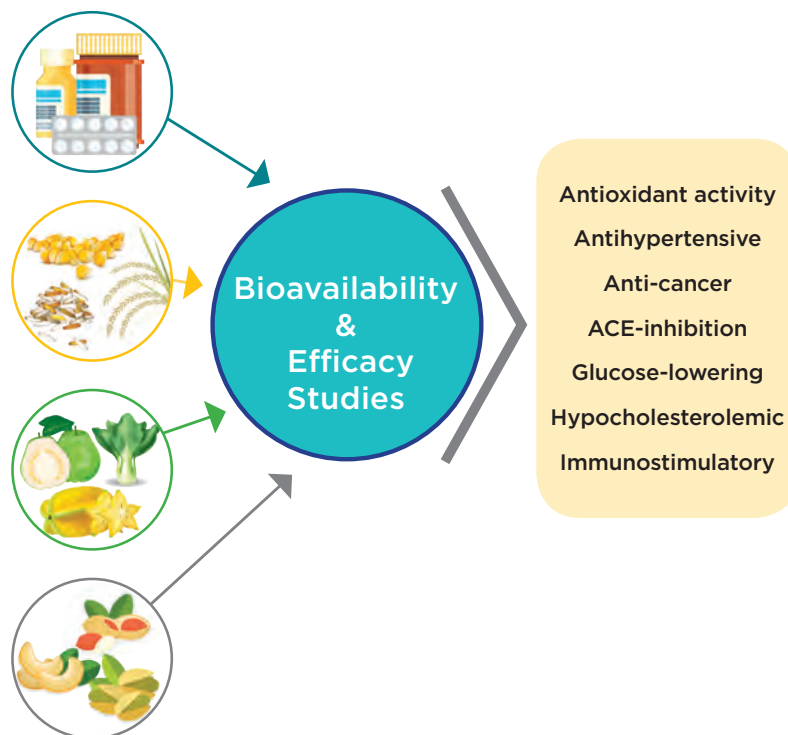 Bioavailability
&
Efficacy
Studies
Antioxidant activity
Antihypertensive
Anti-cancer
ACE-inhibition
Glucose-lowering
Hypocholesterolemic
Immunostimulatory